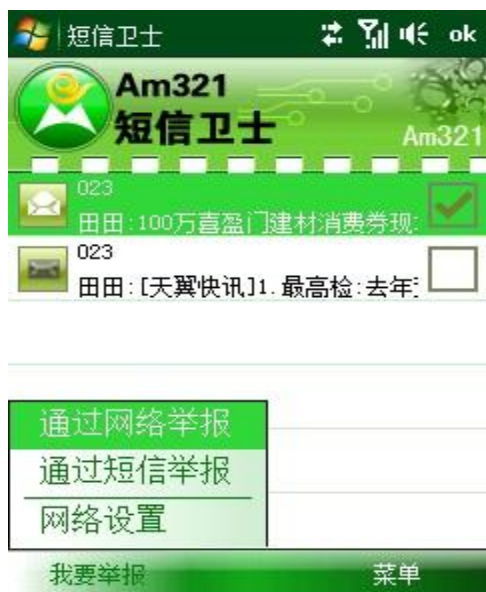 短信卫士
ok
Am321
短信卫士
Am321
023
田田:100万喜盈门建材消费券现
023
田田:[天翼快讯]1.最高检:去年
通过网络举报
通过短信举报
网络设置
我要举报
菜单